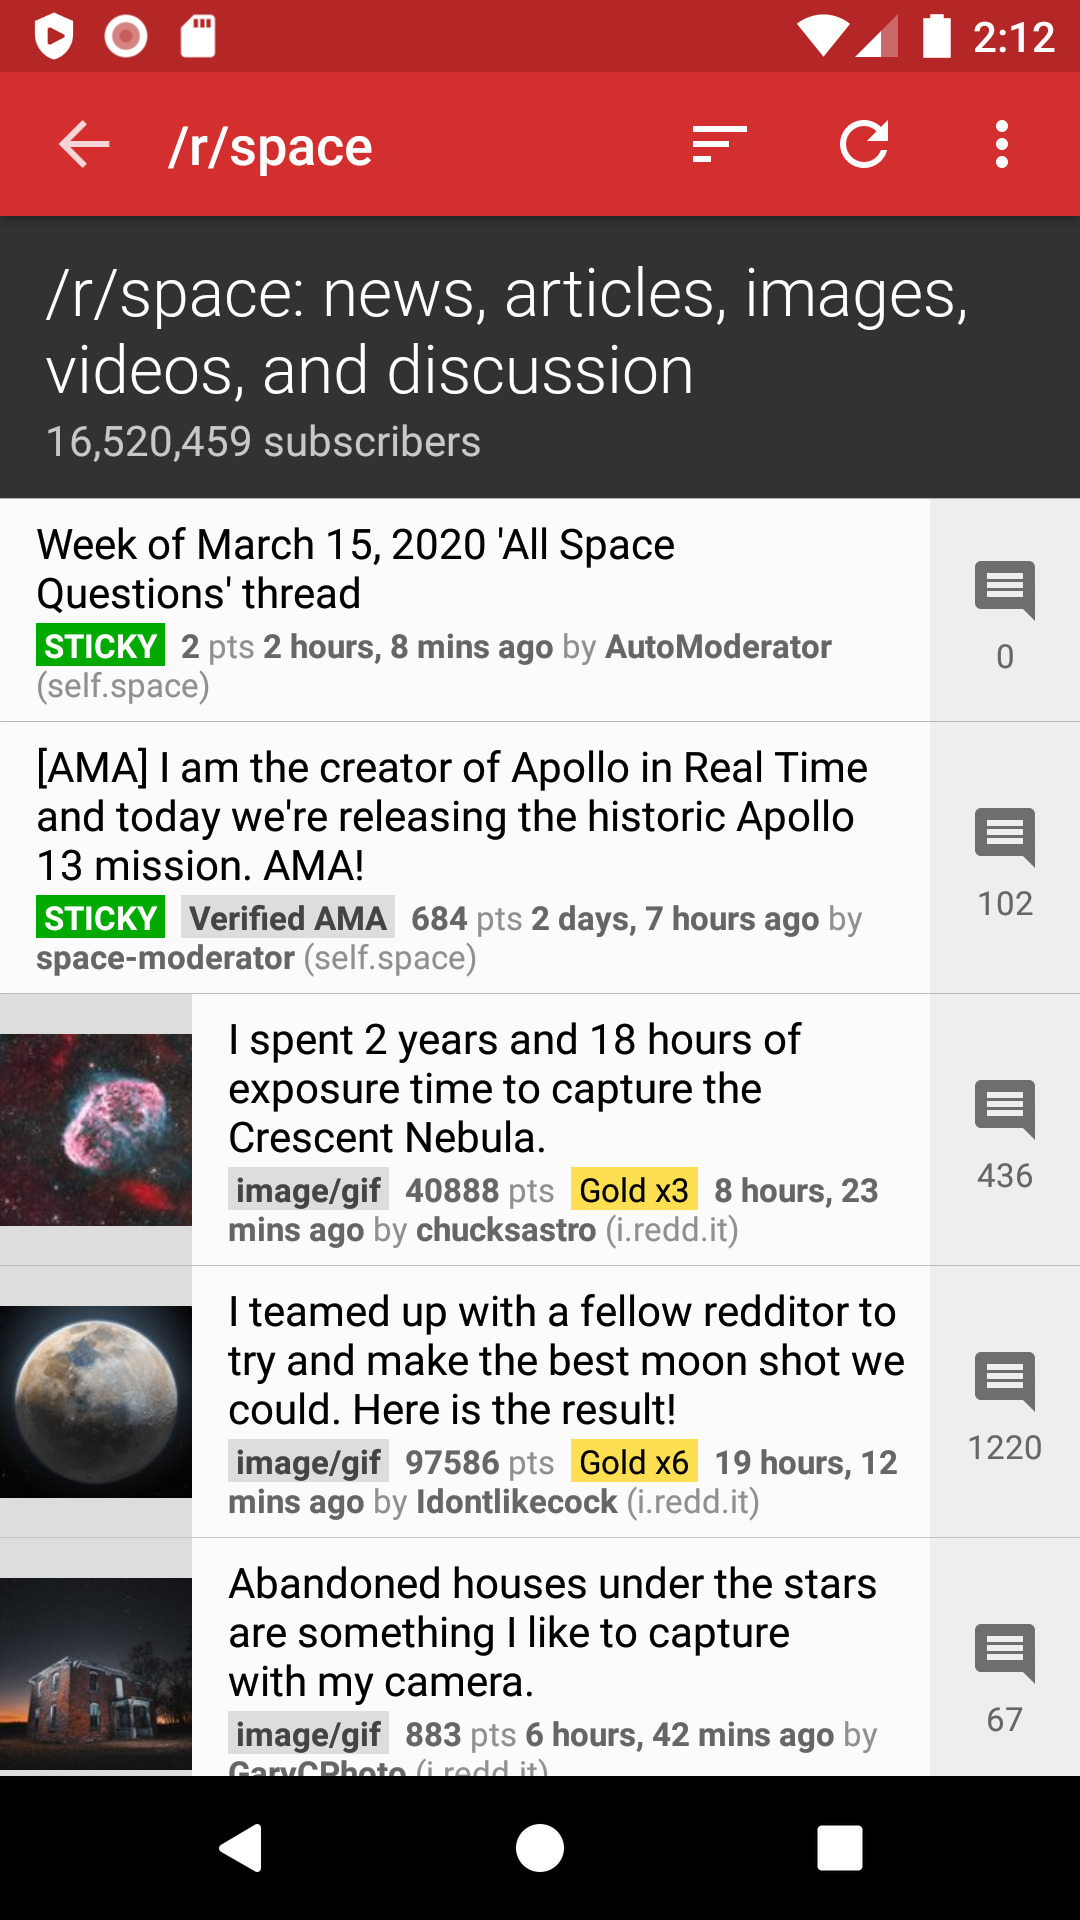 2:12
/r/space
/r/space: news, articles, images,
videos, and discussion
16,520,459 subscribers
Week of March 15, 2020 'All Space
Questions' thread
STICKY 2 pts 2 hours, 8 mins ago by AutoModerator
(self.space)
0
[AMA] I am the creator of Apollo in Real Time
and today we're releasing the historic Apollo
13 mission. AMA!
STICKY Verified AMA 684 pts 2 days, 7 hours ago by
space-moderator (self.space)
102
I spent 2 years and 18 hours of
exposure time to capture the
Crescent Nebula.
image/gif 40888 pts Gold x3 8 hours, 23
mins ago by chucksastro (i.redd.it)
436
I teamed up with a fellow redditor to
try and make the best moon shot we
could. Here is the result!
image/gif 97586 pts Gold x6 19 hours, 12
mins ago by Idontlikecock (i.redd.it)
1220
Abandoned houses under the stars
are something I like to capture
with my camera.
image/gif 883 pts 6 hours, 42 mins ago by
GaryCPhoto (i.redd.it)
67